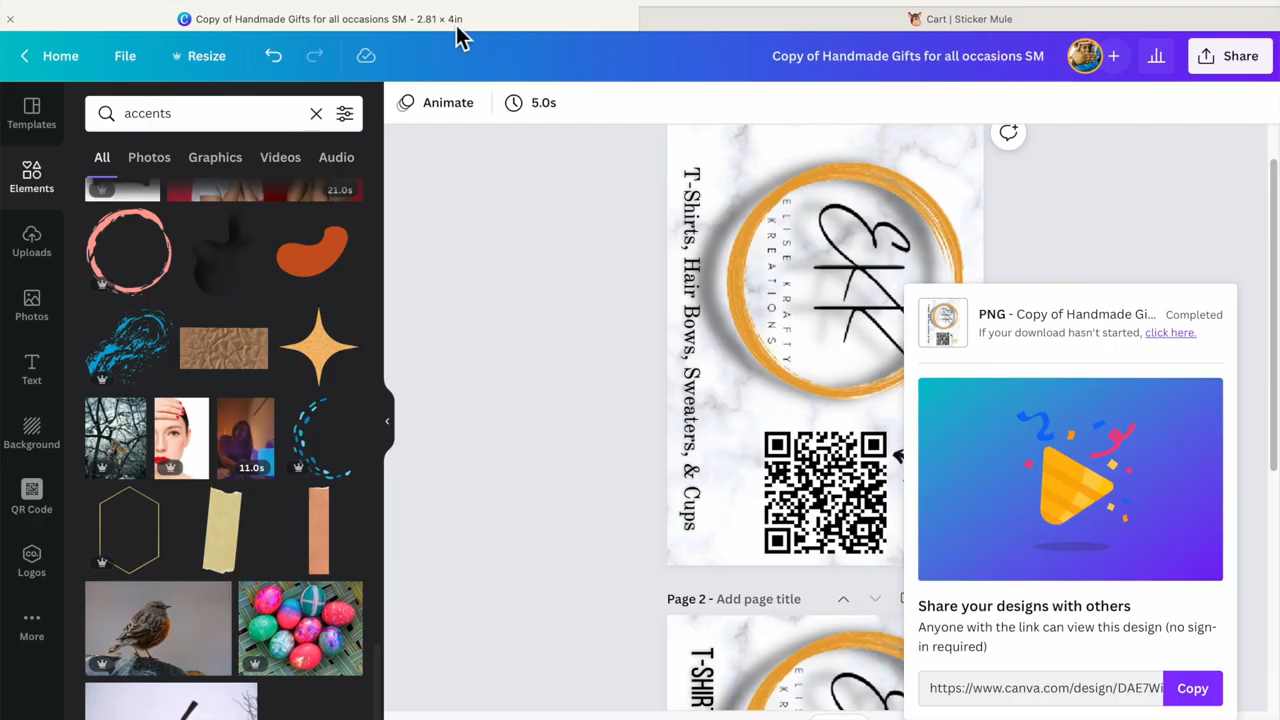 Copy of Handmade Gifts for all occasions SM - 2.81 × 4in
Cart | Sticker Mule
Home
File
Resize
Copy of Handmade Gifts for all occasions SM
Share
Templates
Elements
Uploads
Photos
Text
Background
QR Code
Logos
More
accents
All
Photos
Graphics
Videos
Audio
21.0s
11.0s
Animate
5.0s
T-Shirts, Hair Bows, Sweaters, & Cups
EKK
ELISE KRAFTY
KREATIONS
Page 2 - Add page title
T-SHIRT
EK
ELIS
PNG - Copy of Handmade Gi... Completed
If your download hasn't started, click here.
Share your designs with others
Anyone with the link can view this design (no sign-
in required)
https://www.canva.com/design/DAE7Wi
Copy